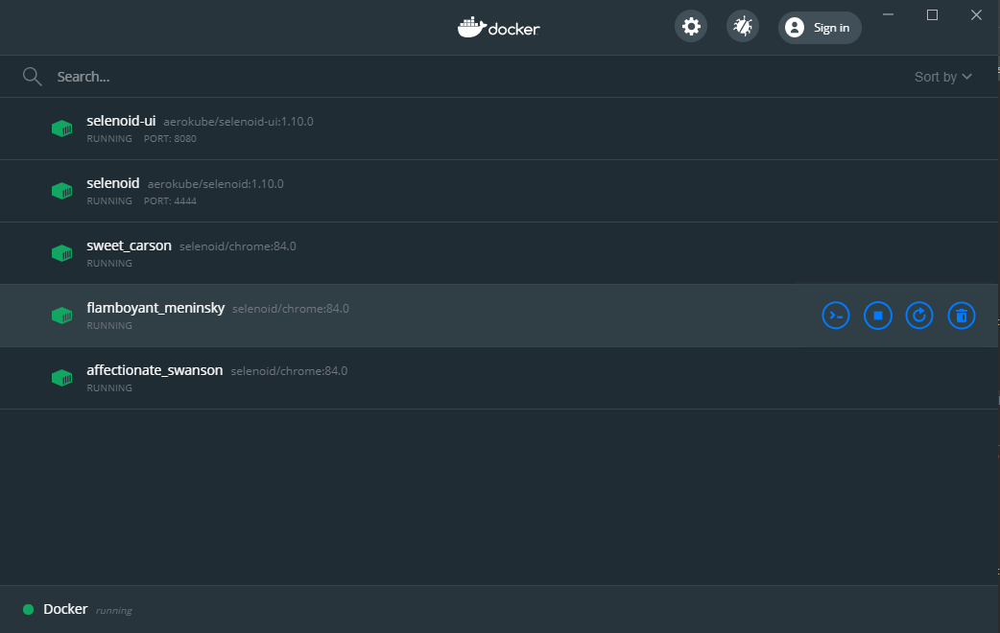 docker
Sign in
Search...
Sort by
selenoid-ui aerokube/selenoid-ui:1.10.0
RUNNING PORT: 8080
selenoid aerokube/selenoid:1.10.0
RUNNING PORT: 4444
sweet_carson selenoid/chrome:84.0
RUNNING
flamboyant_meninsky selenoid/chrome:84.0
RUNNING
affectionate_swanson selenoid/chrome:84.0
RUNNING
Docker running